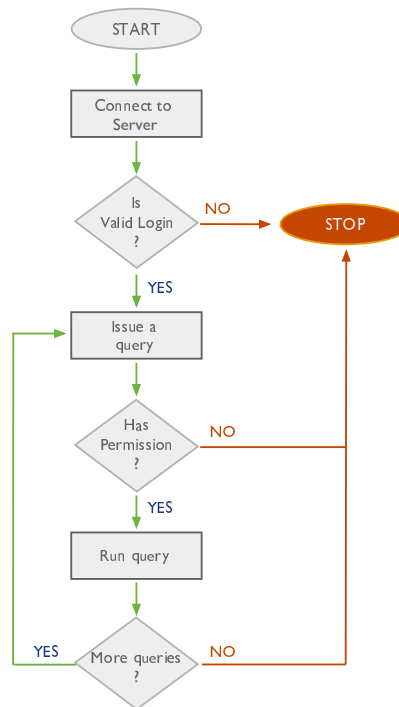 START
Connect to
Server
Is
Valid Login
?
NO
STOP
YES
Issue a
query
Has
Permission
?
NO
YES
Run query
YES
More queries
?
NO